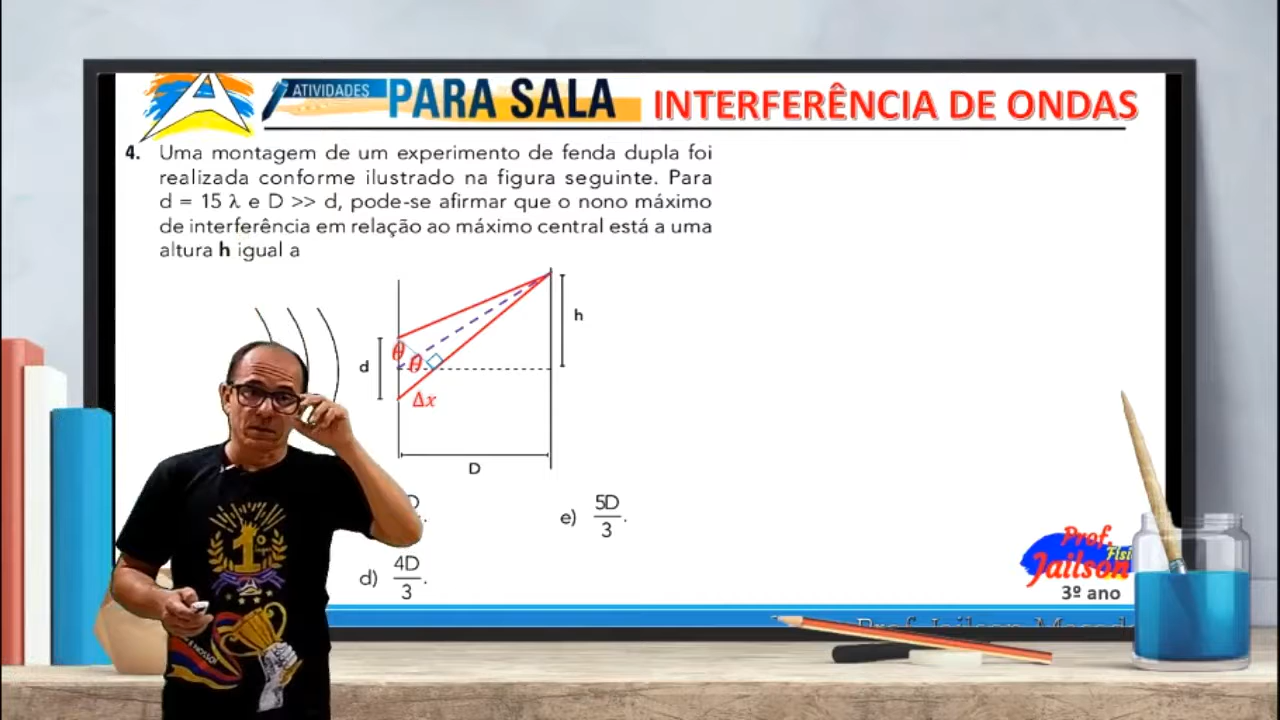 ATIVIDADES PARA SALA INTERFERÊNCIA DE ONDAS
4. Uma montagem de um experimento de fenda dupla foi
realizada conforme ilustrado na figura seguinte. Para
d = 15 λ e D >> d, pode-se afirmar que o nono máximo
de interferência em relação ao máximo central está a uma
altura h igual a
h
θ
θ
d
Δx
D
e) 5D/3.
d) 4D/3.
Prof.
Jailson
3º ano
1º